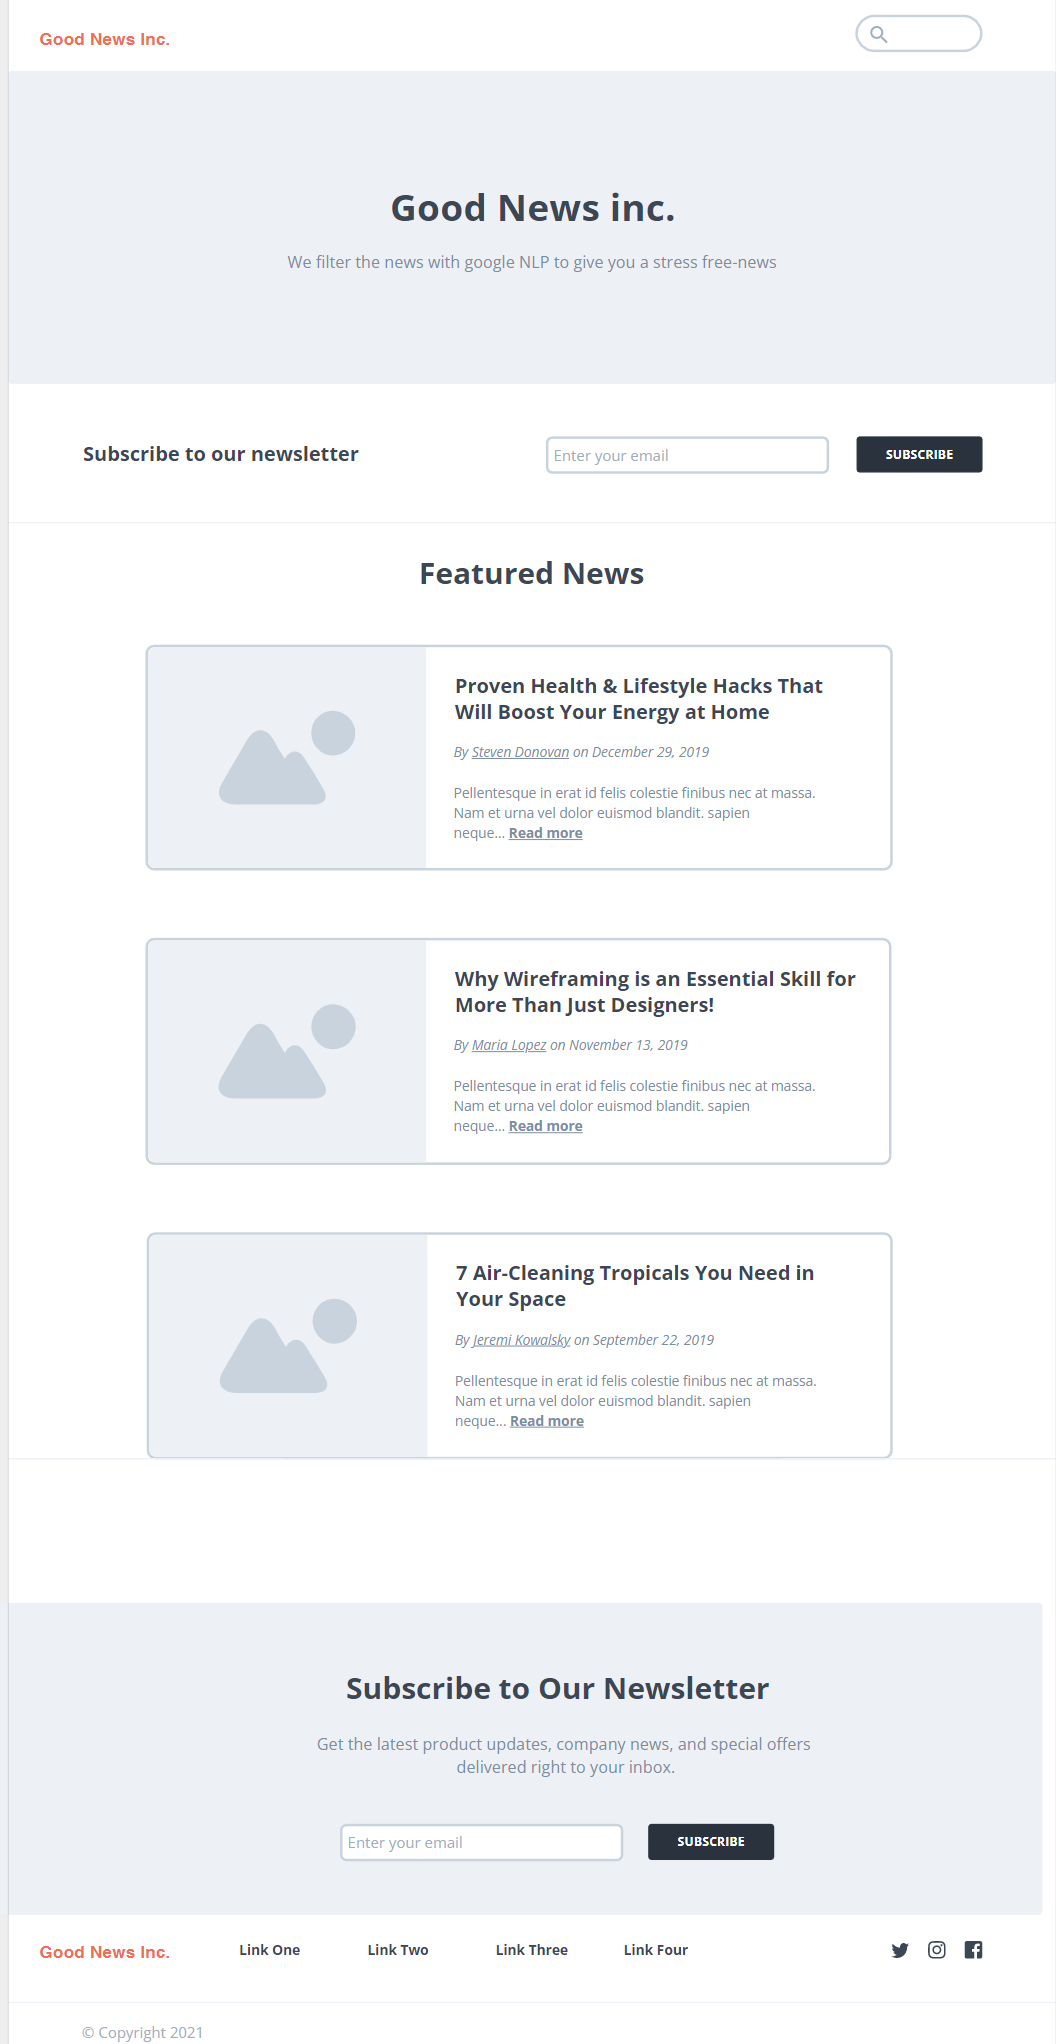 Good News Inc.
Good News inc.
We filter the news with google NLP to give you a stress free-news
Subscribe to our newsletter
Enter your email
SUBSCRIBE
Featured News
Proven Health & Lifestyle Hacks That
Will Boost Your Energy at Home
By Steven Donovan on December 29, 2019
Pellentesque in erat id felis colestie finibus nec at massa.
Nam et urna vel dolor euismod blandit. sapien
neque... Read more
Why Wireframing is an Essential Skill for
More Than Just Designers!
By Maria Lopez on November 13, 2019
Pellentesque in erat id felis colestie finibus nec at massa.
Nam et urna vel dolor euismod blandit. sapien
neque... Read more
7 Air-Cleaning Tropicals You Need in
Your Space
By Jeremi Kowalsky on September 22, 2019
Pellentesque in erat id felis colestie finibus nec at massa.
Nam et urna vel dolor euismod blandit. sapien
neque... Read more
Subscribe to Our Newsletter
Get the latest product updates, company news, and special offers
delivered right to your inbox.
Enter your email
SUBSCRIBE
Good News Inc.
Link One
Link Two
Link Three
Link Four
© Copyright 2021